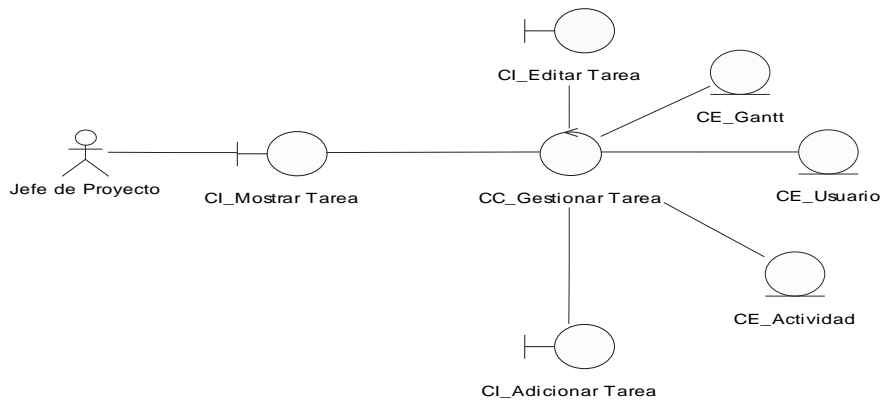 CI_Editar Tarea
CE_Gantt
Jefe de Proyecto
CI_Mostrar Tarea
CC_Gestionar Tarea
CE_Usuario
CE_Actividad
CI_Adicionar Tarea